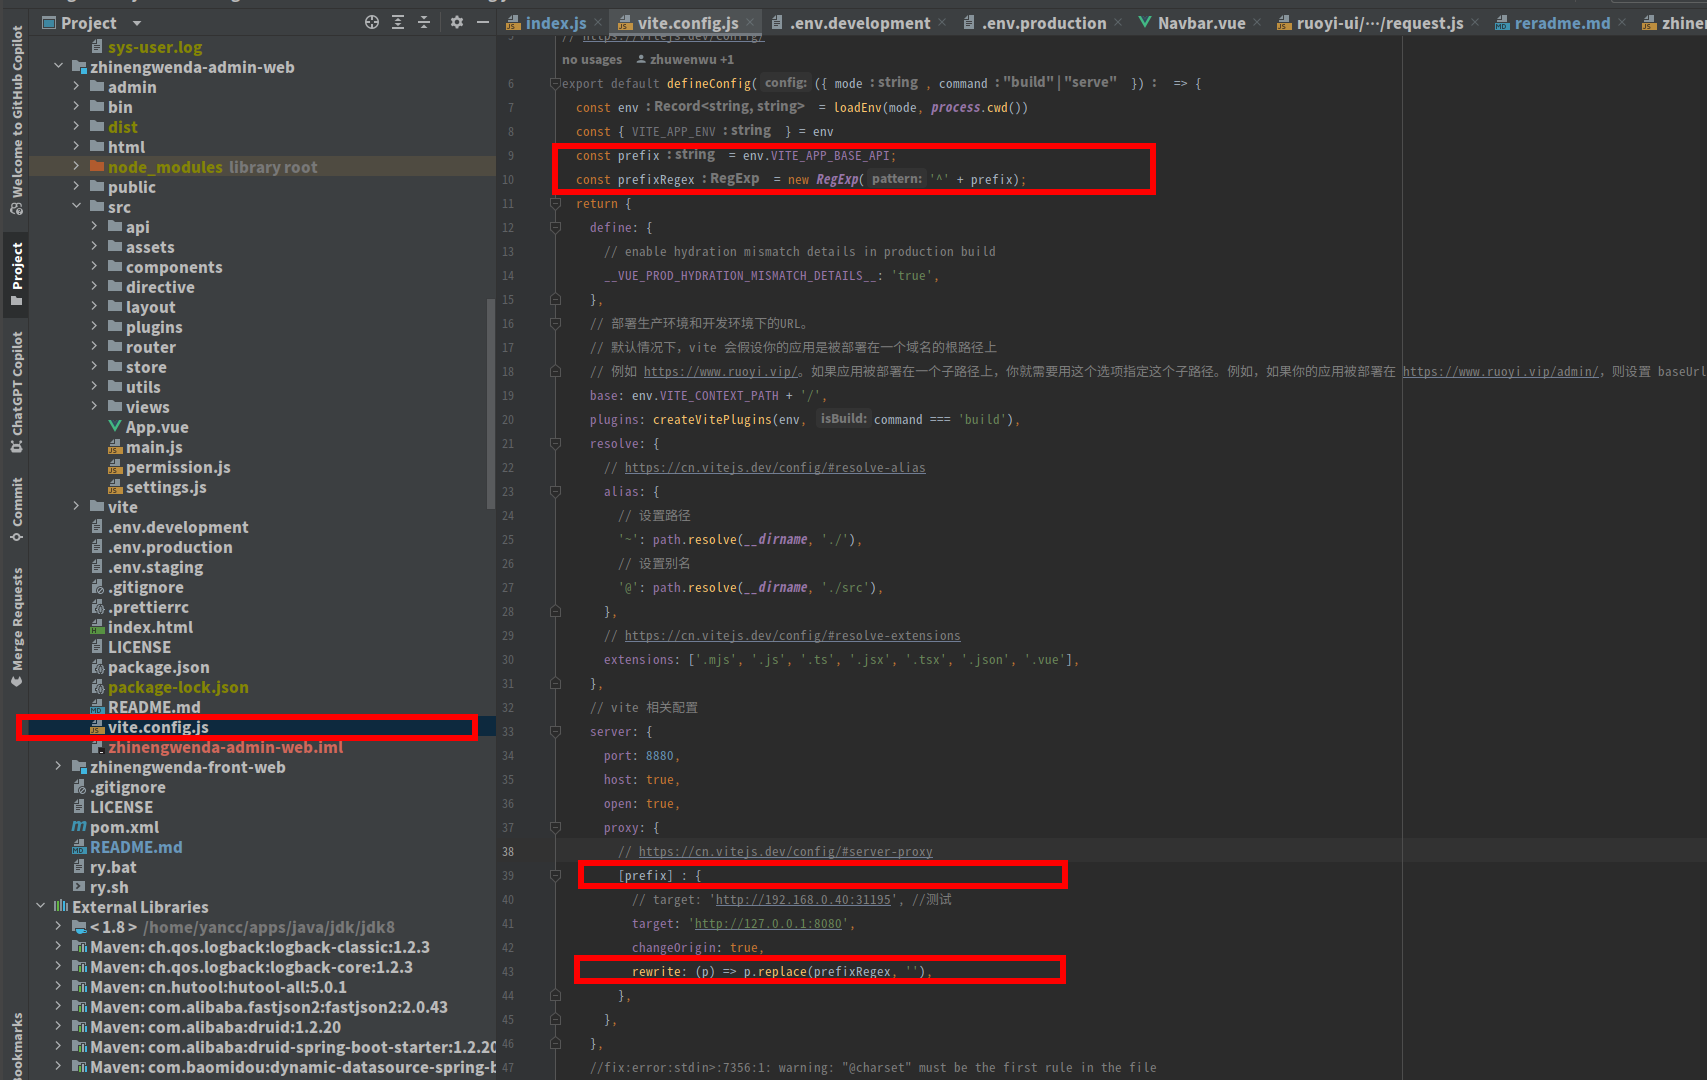 Project
index.js
vite.config.js
.env.development
.env.production
Navbar.vue
ruoyi-ui/···/request.js
reradme.md
zhinen
Welcome to GitHub Copilot
Project
ChatGPT Copilot
Commit
Merge Requests
Bookmarks
sys-user.log
zhinengwenda-admin-web
admin
bin
dist
html
node_modules library root
public
src
api
assets
components
directive
layout
plugins
router
store
utils
views
App.vue
main.js
permission.js
settings.js
vite
.env.development
.env.production
.env.staging
.gitignore
.prettierrc
index.html
LICENSE
package.json
package-lock.json
README.md
vite.config.js
zhinengwenda-admin-web.iml
zhinengwenda-front-web
.gitignore
LICENSE
pom.xml
README.md
ry.bat
ry.sh
External Libraries
< 1.8 > /home/yancc/apps/java/jdk/jdk8
Maven: ch.qos.logback:logback-classic:1.2.3
Maven: ch.qos.logback:logback-core:1.2.3
Maven: cn.hutool:hutool-all:5.0.1
Maven: com.alibaba.fastjson2:fastjson2:2.0.43
Maven: com.alibaba:druid:1.2.20
Maven: com.alibaba:druid-spring-boot-starter:1.2.20
Maven: com.baomidou:dynamic-datasource-spring-b
5 // https://vitejs.dev/config/
no usages zhuwenwu +1
6 export default defineConfig( config: ({ mode : string , command : "build" | "serve" }) : => {
7 const env : Record<string, string> = loadEnv(mode, process.cwd())
8 const { VITE_APP_ENV : string } = env
9 const prefix : string = env.VITE_APP_BASE_API;
10 const prefixRegex : RegExp = new RegExp( pattern: '^' + prefix);
11 return {
12 define: {
13 // enable hydration mismatch details in production build
14 __VUE_PROD_HYDRATION_MISMATCH_DETAILS__: 'true',
15 },
16 // 部署生产环境和开发环境下的URL。
17 // 默认情况下，vite 会假设你的应用是被部署在一个域名的根路径上
18 // 例如 https://www.ruoyi.vip/。如果应用被部署在一个子路径上，你就需要用这个选项指定这个子路径。例如，如果你的应用被部署在 https://www.ruoyi.vip/admin/，则设置 baseUrl
19 base: env.VITE_CONTEXT_PATH + '/',
20 plugins: createVitePlugins(env, isBuild: command === 'build'),
21 resolve: {
22 // https://cn.vitejs.dev/config/#resolve-alias
23 alias: {
24 // 设置路径
25 '~': path.resolve(__dirname, './'),
26 // 设置别名
27 '@': path.resolve(__dirname, './src'),
28 },
29 // https://cn.vitejs.dev/config/#resolve-extensions
30 extensions: ['.mjs', '.js', '.ts', '.jsx', '.tsx', '.json', '.vue'],
31 },
32 // vite 相关配置
33 server: {
34 port: 8880,
35 host: true,
36 open: true,
37 proxy: {
38 // https://cn.vitejs.dev/config/#server-proxy
39 [prefix] : {
40 // target: 'http://192.168.0.40:31195', //测试
41 target: 'http://127.0.0.1:8080',
42 changeOrigin: true,
43 rewrite: (p) => p.replace(prefixRegex, ''),
44 },
45 },
46 },
47 //fix:error:stdin>:7356:1: warning: "@charset" must be the first rule in the file